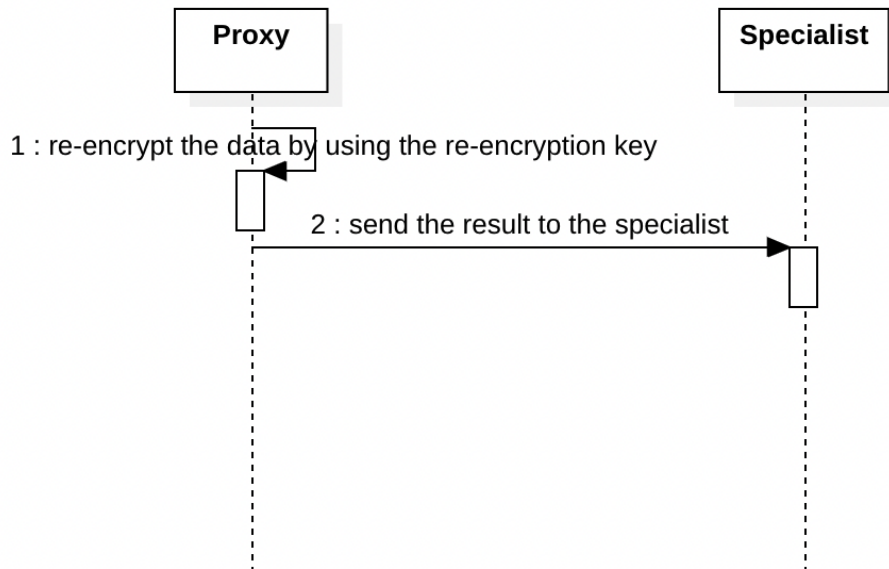 Proxy
Specialist
1 : re-encrypt the data by using the re-encryption key
2 : send the result to the specialist